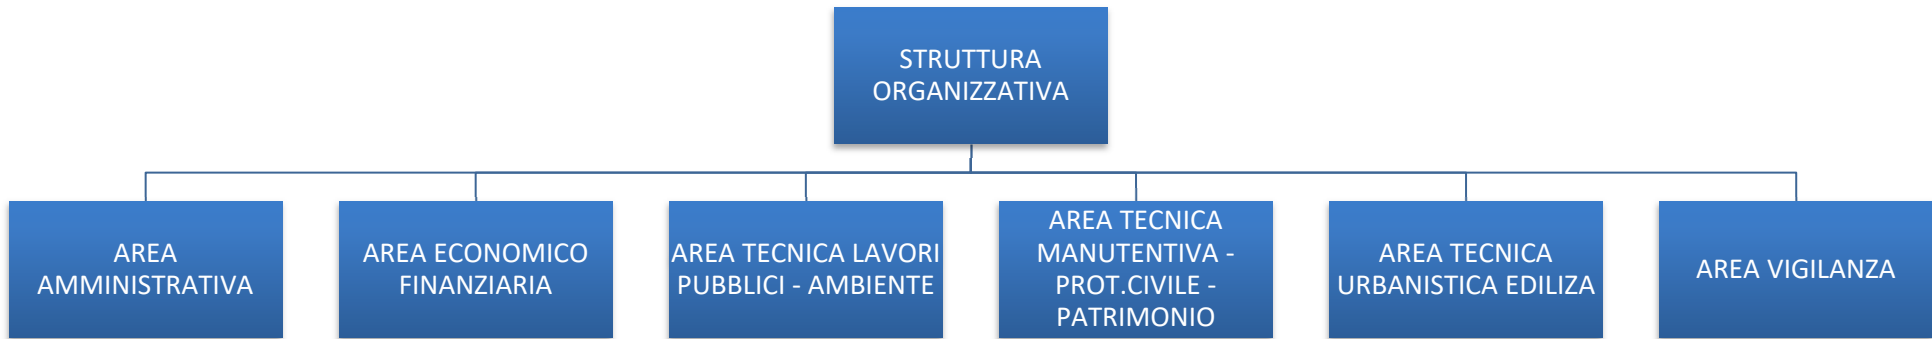 STRUTTURA
ORGANIZZATIVA
AREA
AMMINISTRATIVA
AREA ECONOMICO
FINANZIARIA
AREA TECNICA LAVORI
PUBBLICI - AMBIENTE
AREA TECNICA
MANUTENTIVA -
PROT.CIVILE -
PATRIMONIO
AREA TECNICA
URBANISTICA EDILIZA
AREA VIGILANZA